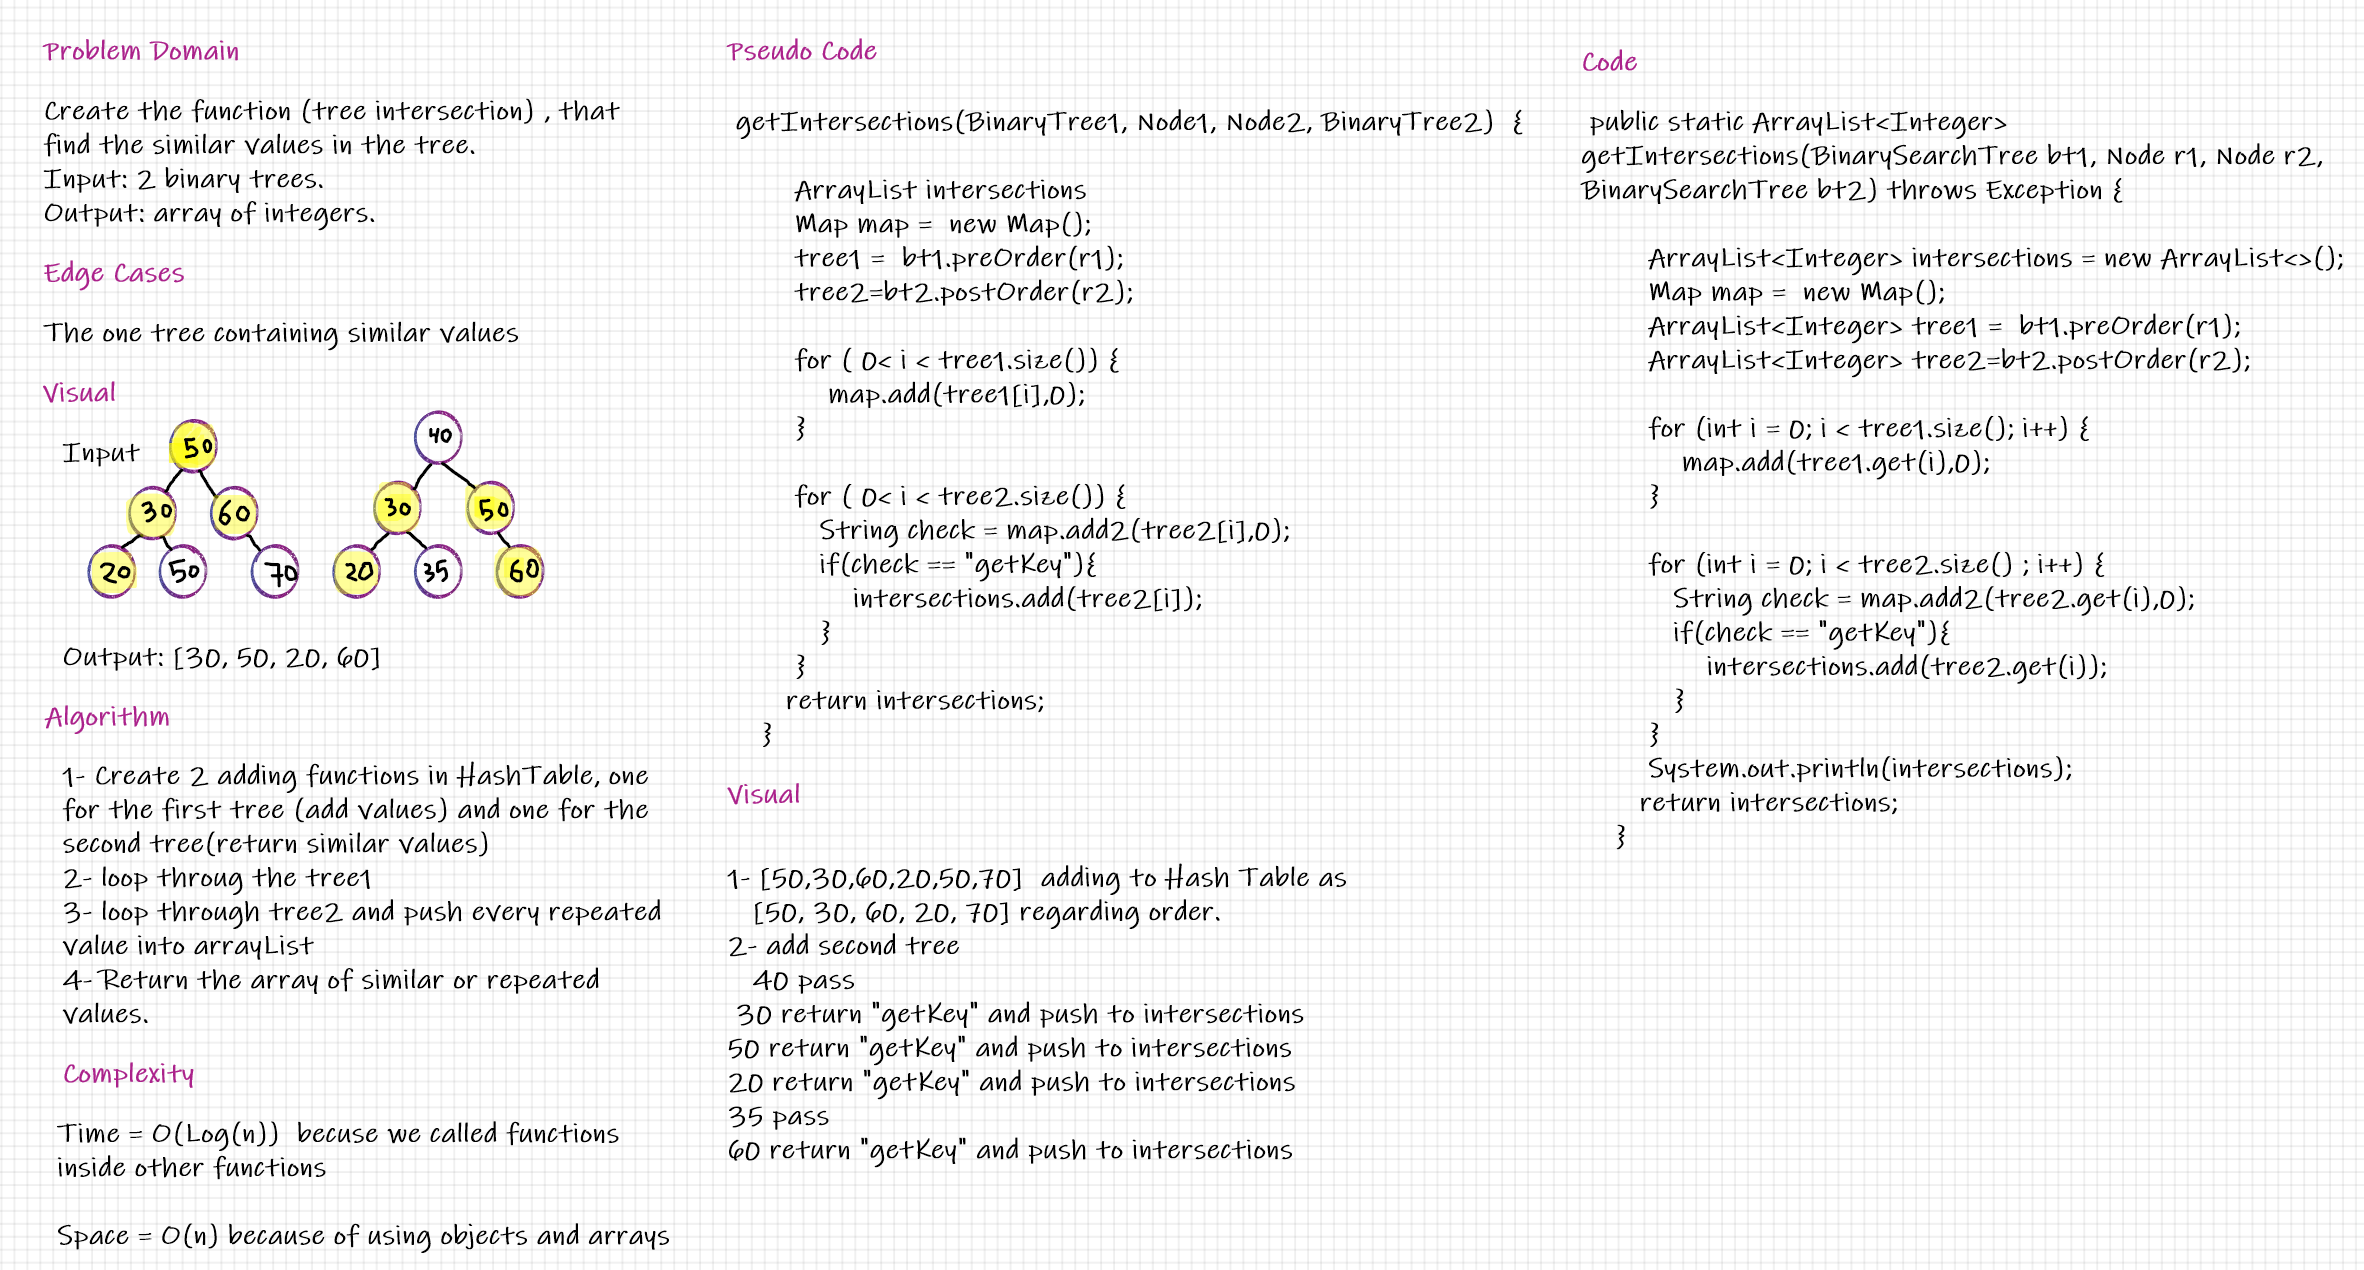 Problem Domain
Create the function (tree intersection) , that
find the similar values in the tree.
Input: 2 binary trees.
Output: array of integers.
Edge Cases
The one tree containing similar values
Visual
Input
50
30 60
20 50 70
40
30 50
20 35 60
Output: [30, 50, 20, 60]
Algorithm
1- Create 2 adding functions in HashTable, one
for the first tree (add values) and one for the
second tree(return similar values)
2- loop throug the tree1
3- loop through tree2 and push every repeated
value into arrayList
4- Return the array of similar or repeated
values.
Complexity
Time = O(Log(n)) becuse we called functions
inside other functions
Space = O(n) because of using objects and arrays
Pseudo Code
getIntersections(BinaryTree1, Node1, Node2, BinaryTree2) {
ArrayList intersections
Map map = new Map();
tree1 = bt1.preOrder(r1);
tree2=bt2.postOrder(r2);
for ( 0< i < tree1.size()) {
map.add(tree1[i],0);
}
for ( 0< i < tree2.size()) {
String check = map.add2(tree2[i],0);
if(check == "getKey"){
intersections.add(tree2[i]);
}
}
return intersections;
}
Visual
1- [50,30,60,20,50,70] adding to Hash Table as
[50, 30, 60, 20, 70] regarding order.
2- add second tree
40 pass
30 return "getKey" and push to intersections
50 return "getKey" and push to intersections
20 return "getKey" and push to intersections
35 pass
60 return "getKey" and push to intersections
Code
public static ArrayList<Integer>
getIntersections(BinarySearchTree bt1, Node r1, Node r2,
BinarySearchTree bt2) throws Exception {
ArrayList<Integer> intersections = new ArrayList<>();
Map map = new Map();
ArrayList<Integer> tree1 = bt1.preOrder(r1);
ArrayList<Integer> tree2=bt2.postOrder(r2);
for (int i = 0; i < tree1.size(); i++) {
map.add(tree1.get(i),0);
}
for (int i = 0; i < tree2.size() ; i++) {
String check = map.add2(tree2.get(i),0);
if(check == "getKey"){
intersections.add(tree2.get(i));
}
}
System.out.println(intersections);
return intersections;
}